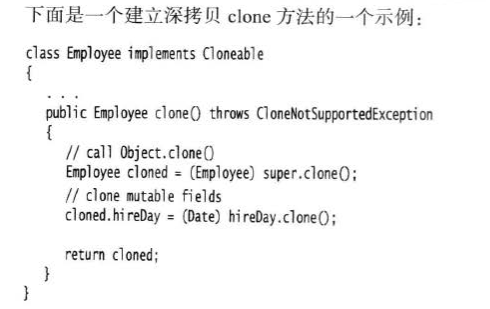 下面是一个建立深拷贝 clone 方法的一个示例：
class Employee implements Cloneable
{
. . .
public Employee clone() throws CloneNotSupportedException
{
// call Object.clone()
Employee cloned = (Employee) super.clone();
// clone mutable fields
cloned.hireDay = (Date) hireDay.clone();
return cloned;
}
}